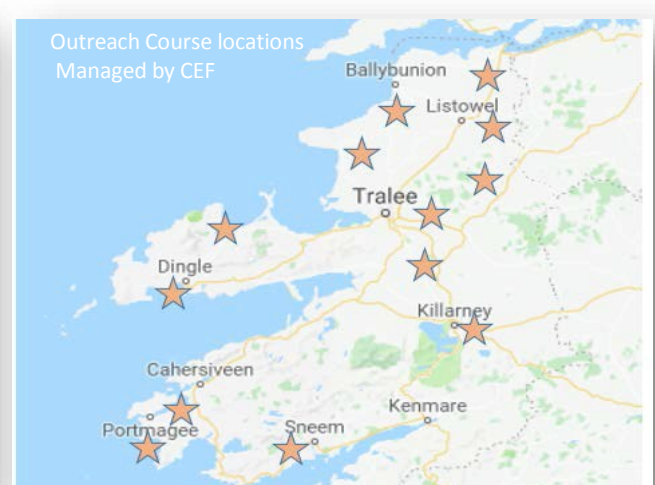 Outreach Course locations
Managed by CEF
Ballybunion
Listowel
Tralee
Dingle
Killarney
Cahersiveen
Portmagee
Sneem
Kenmare